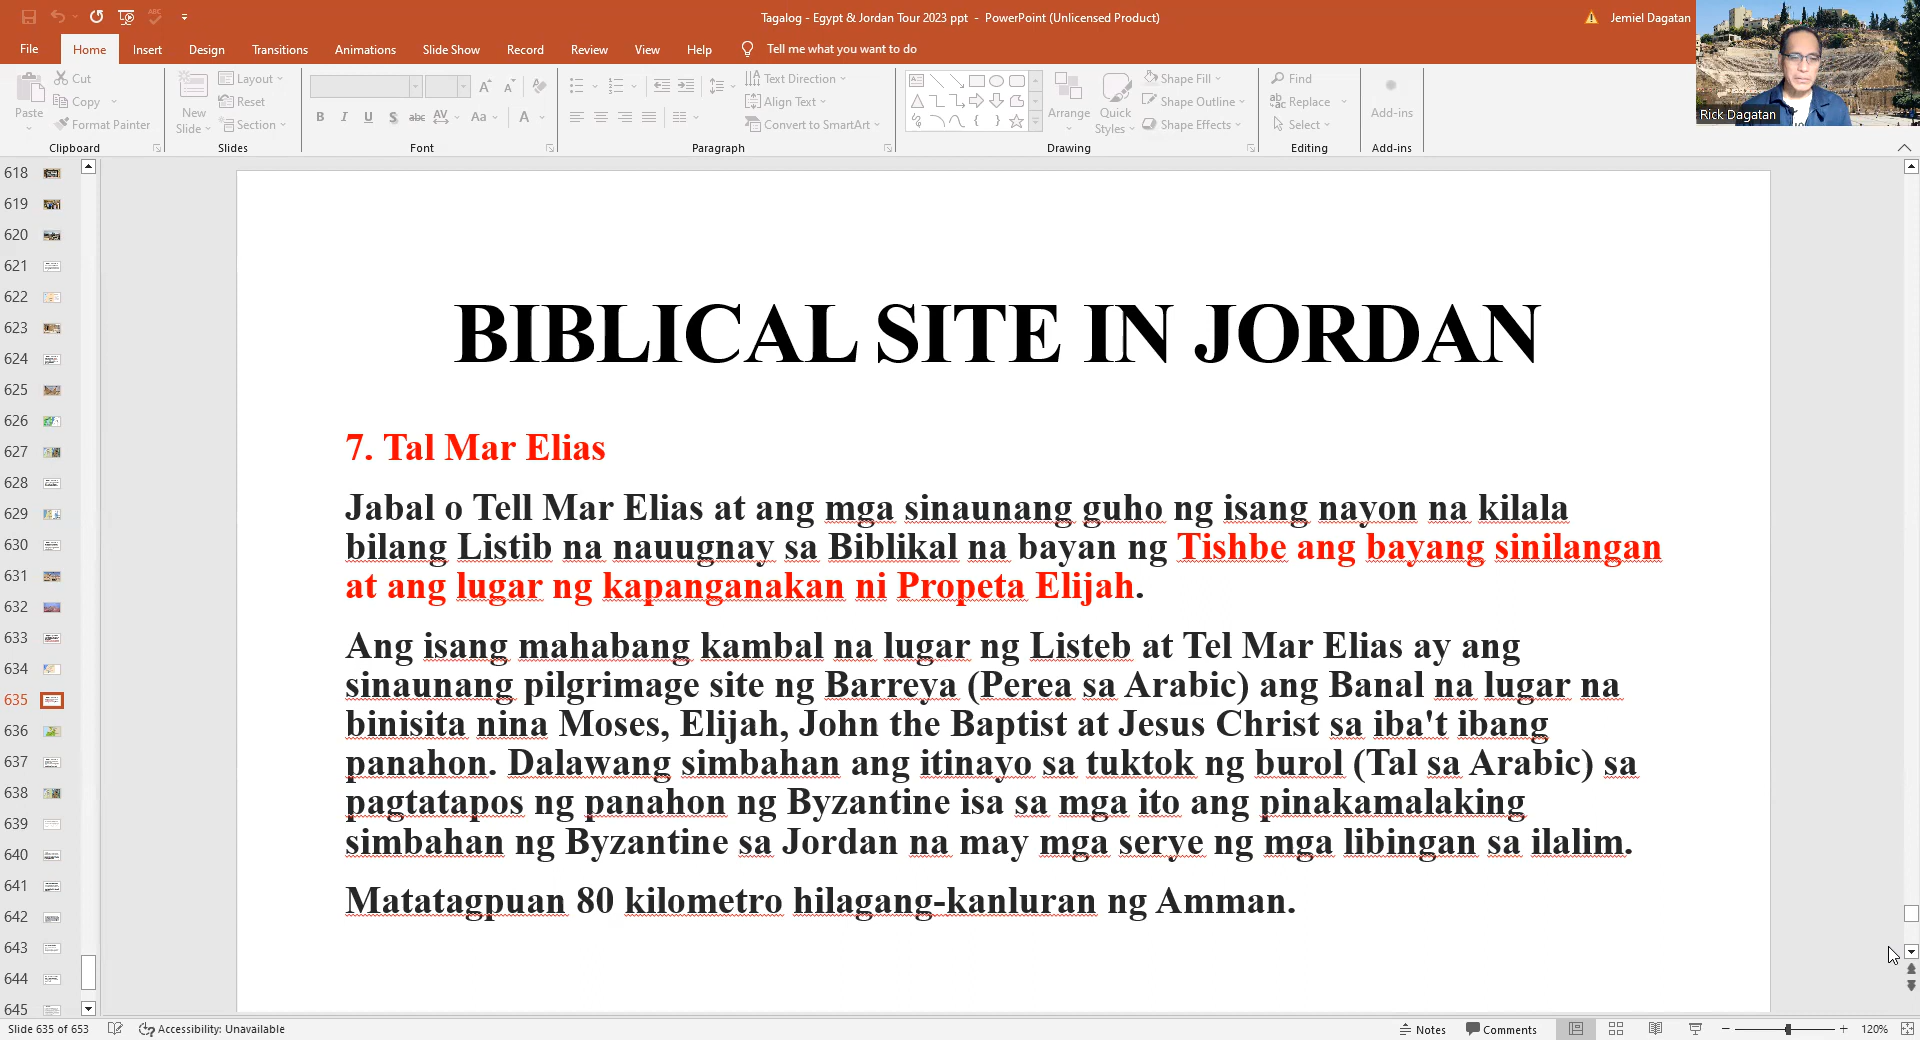 Tagalog - Egypt & Jordan Tour 2023 ppt - PowerPoint (Unlicensed Product)
Jemiel Dagatan
File Home Insert Design Transitions Animations Slide Show Record Review View Help Tell me what you want to do
Paste
Cut
Copy
Format Painter
Clipboard
New Slide
Layout
Reset
Section
Slides
B I U S abc AV Aa A
Font
Text Direction
Align Text
Convert to SmartArt
Paragraph
Arrange
Quick Styles
Shape Fill
Shape Outline
Shape Effects
Drawing
Find
Replace
Select
Editing
Add-ins
Add-ins
Rick Dagatan
618
619
620
621
622
623
624
625
626
627
628
629
630
631
632
633
634
635
636
637
638
639
640
641
642
643
644
645
BIBLICAL SITE IN JORDAN
7. Tal Mar Elias
Jabal o Tell Mar Elias at ang mga sinaunang guho ng isang nayon na kilala
bilang Listib na nauugnay sa Biblikal na bayan ng Tishbe ang bayang sinilangan
at ang lugar ng kapanganakan ni Propeta Elijah.
Ang isang mahabang kambal na lugar ng Listeb at Tel Mar Elias ay ang
sinaunang pilgrimage site ng Barreya (Perea sa Arabic) ang Banal na lugar na
binisita nina Moses, Elijah, John the Baptist at Jesus Christ sa iba't ibang
panahon. Dalawang simbahan ang itinayo sa tuktok ng burol (Tal sa Arabic) sa
pagtatapos ng panahon ng Byzantine isa sa mga ito ang pinakamalaking
simbahan ng Byzantine sa Jordan na may mga serye ng mga libingan sa ilalim.
Matatagpuan 80 kilometro hilagang-kanluran ng Amman.
Slide 635 of 653
Accessibility: Unavailable
Notes
Comments
120%